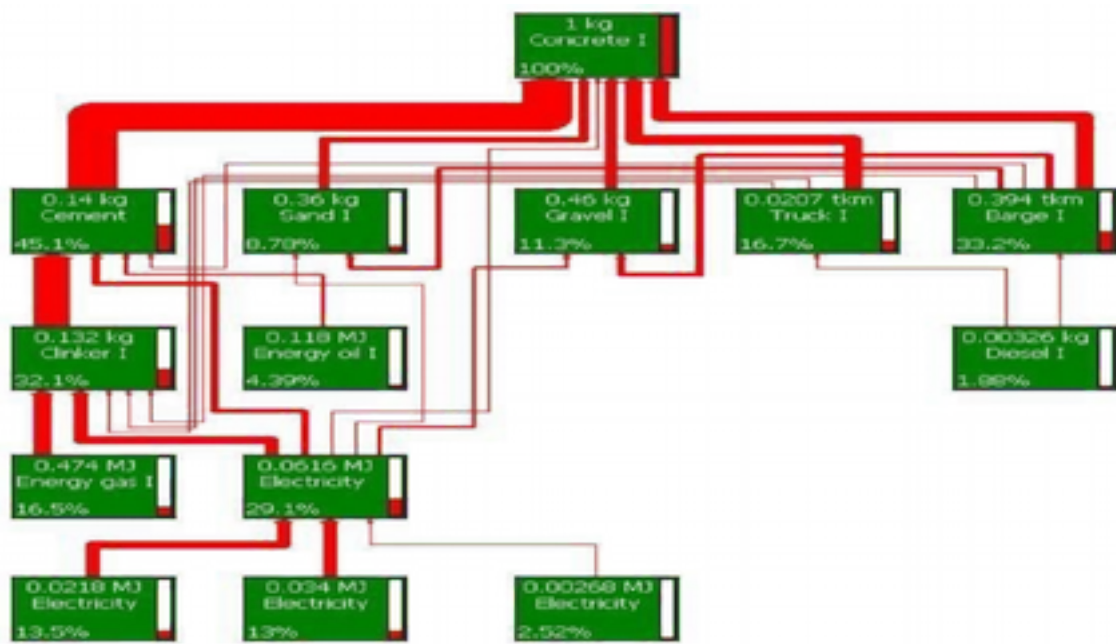 1 kg
Concrete I
100%
0.14 kg
Cement
45.1%
0.36 kg
Sand I
8.78%
0.46 kg
Gravel I
11.3%
0.0207 tkm
Truck I
16.7%
0.394 tkm
Barge I
33.2%
0.132 kg
Clinker I
32.1%
0.118 MJ
Energy oil I
4.39%
0.00326 kg
Diesel I
1.88%
0.474 MJ
Energy gas I
16.5%
0.0616 MJ
Electricity
29.1%
0.0218 MJ
Electricity
13.5%
0.034 MJ
Electricity
13%
0.00268 MJ
Electricity
2.52%